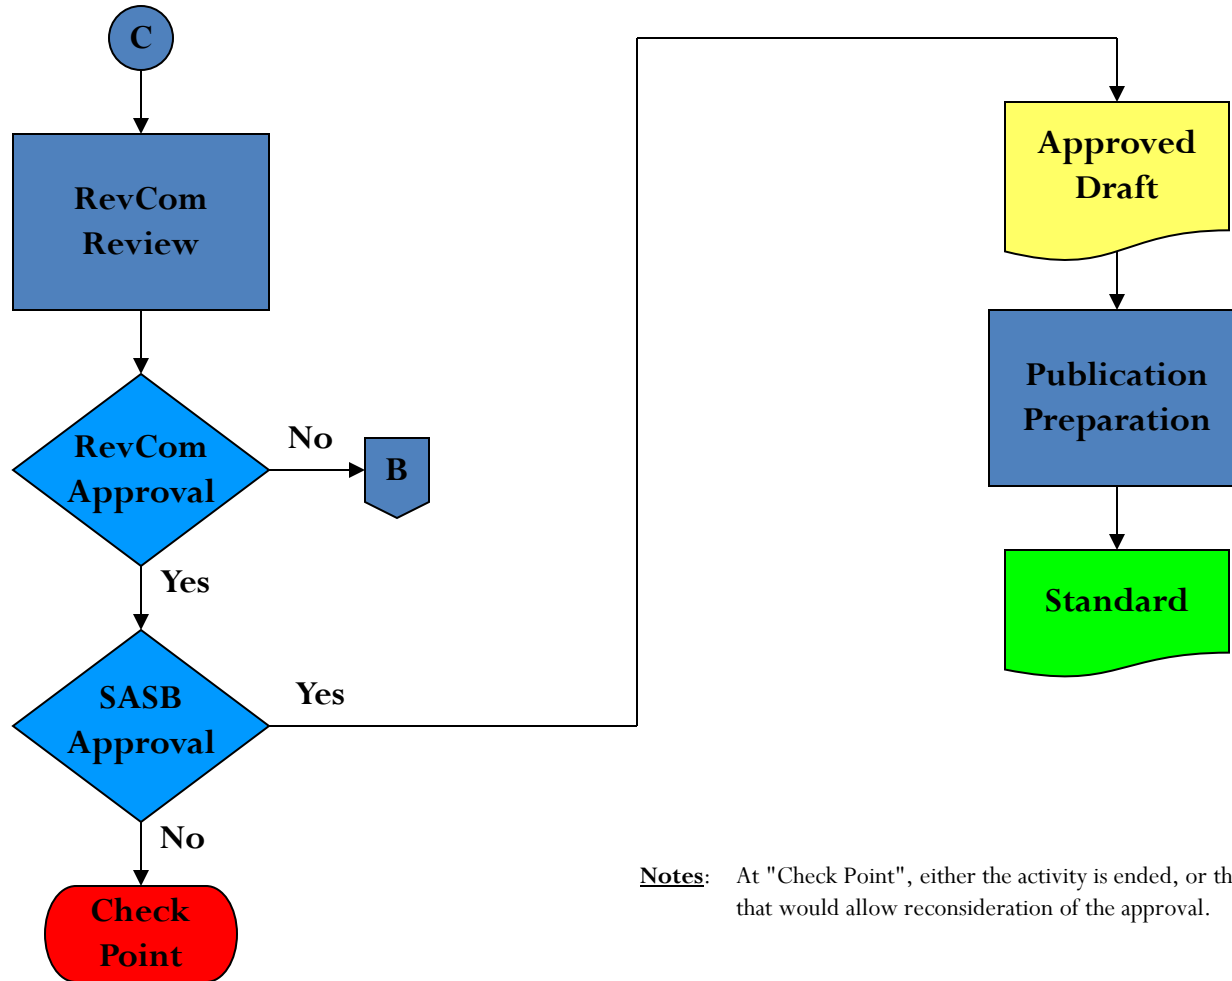 C
RevCom
Review
RevCom
Approval
No
B
Yes
SASB
Approval
Yes
No
Check
Point
Approved
Draft
Publication
Preparation
Standard
Notes: At "Check Point", either the activity is ended, or
that would allow reconsideration of the approval.